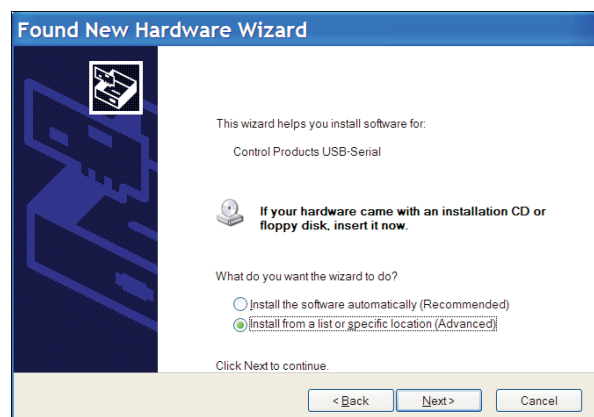 Found New Hardware Wizard
This wizard helps you install software for:
Control Products USB-Serial
If your hardware came with an installation CD or
floppy disk, insert it now.
What do you want the wizard to do?
Install the software automatically (Recommended)
Install from a list or specific location (Advanced)
Click Next to continue.
< Back Next > Cancel